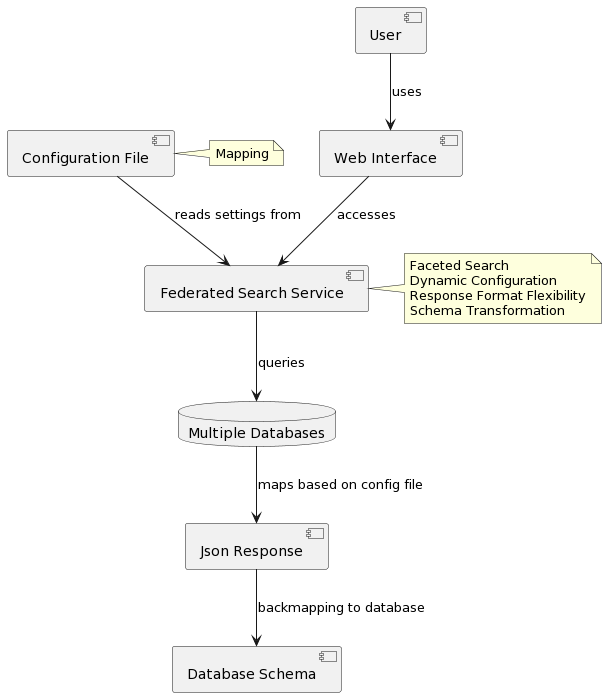 User
uses
Configuration File
Mapping
Web Interface
reads settings from
accesses
Federated Search Service
Faceted Search
Dynamic Configuration
Response Format Flexibility
Schema Transformation
queries
Multiple Databases
maps based on config file
Json Response
backmapping to database
Database Schema